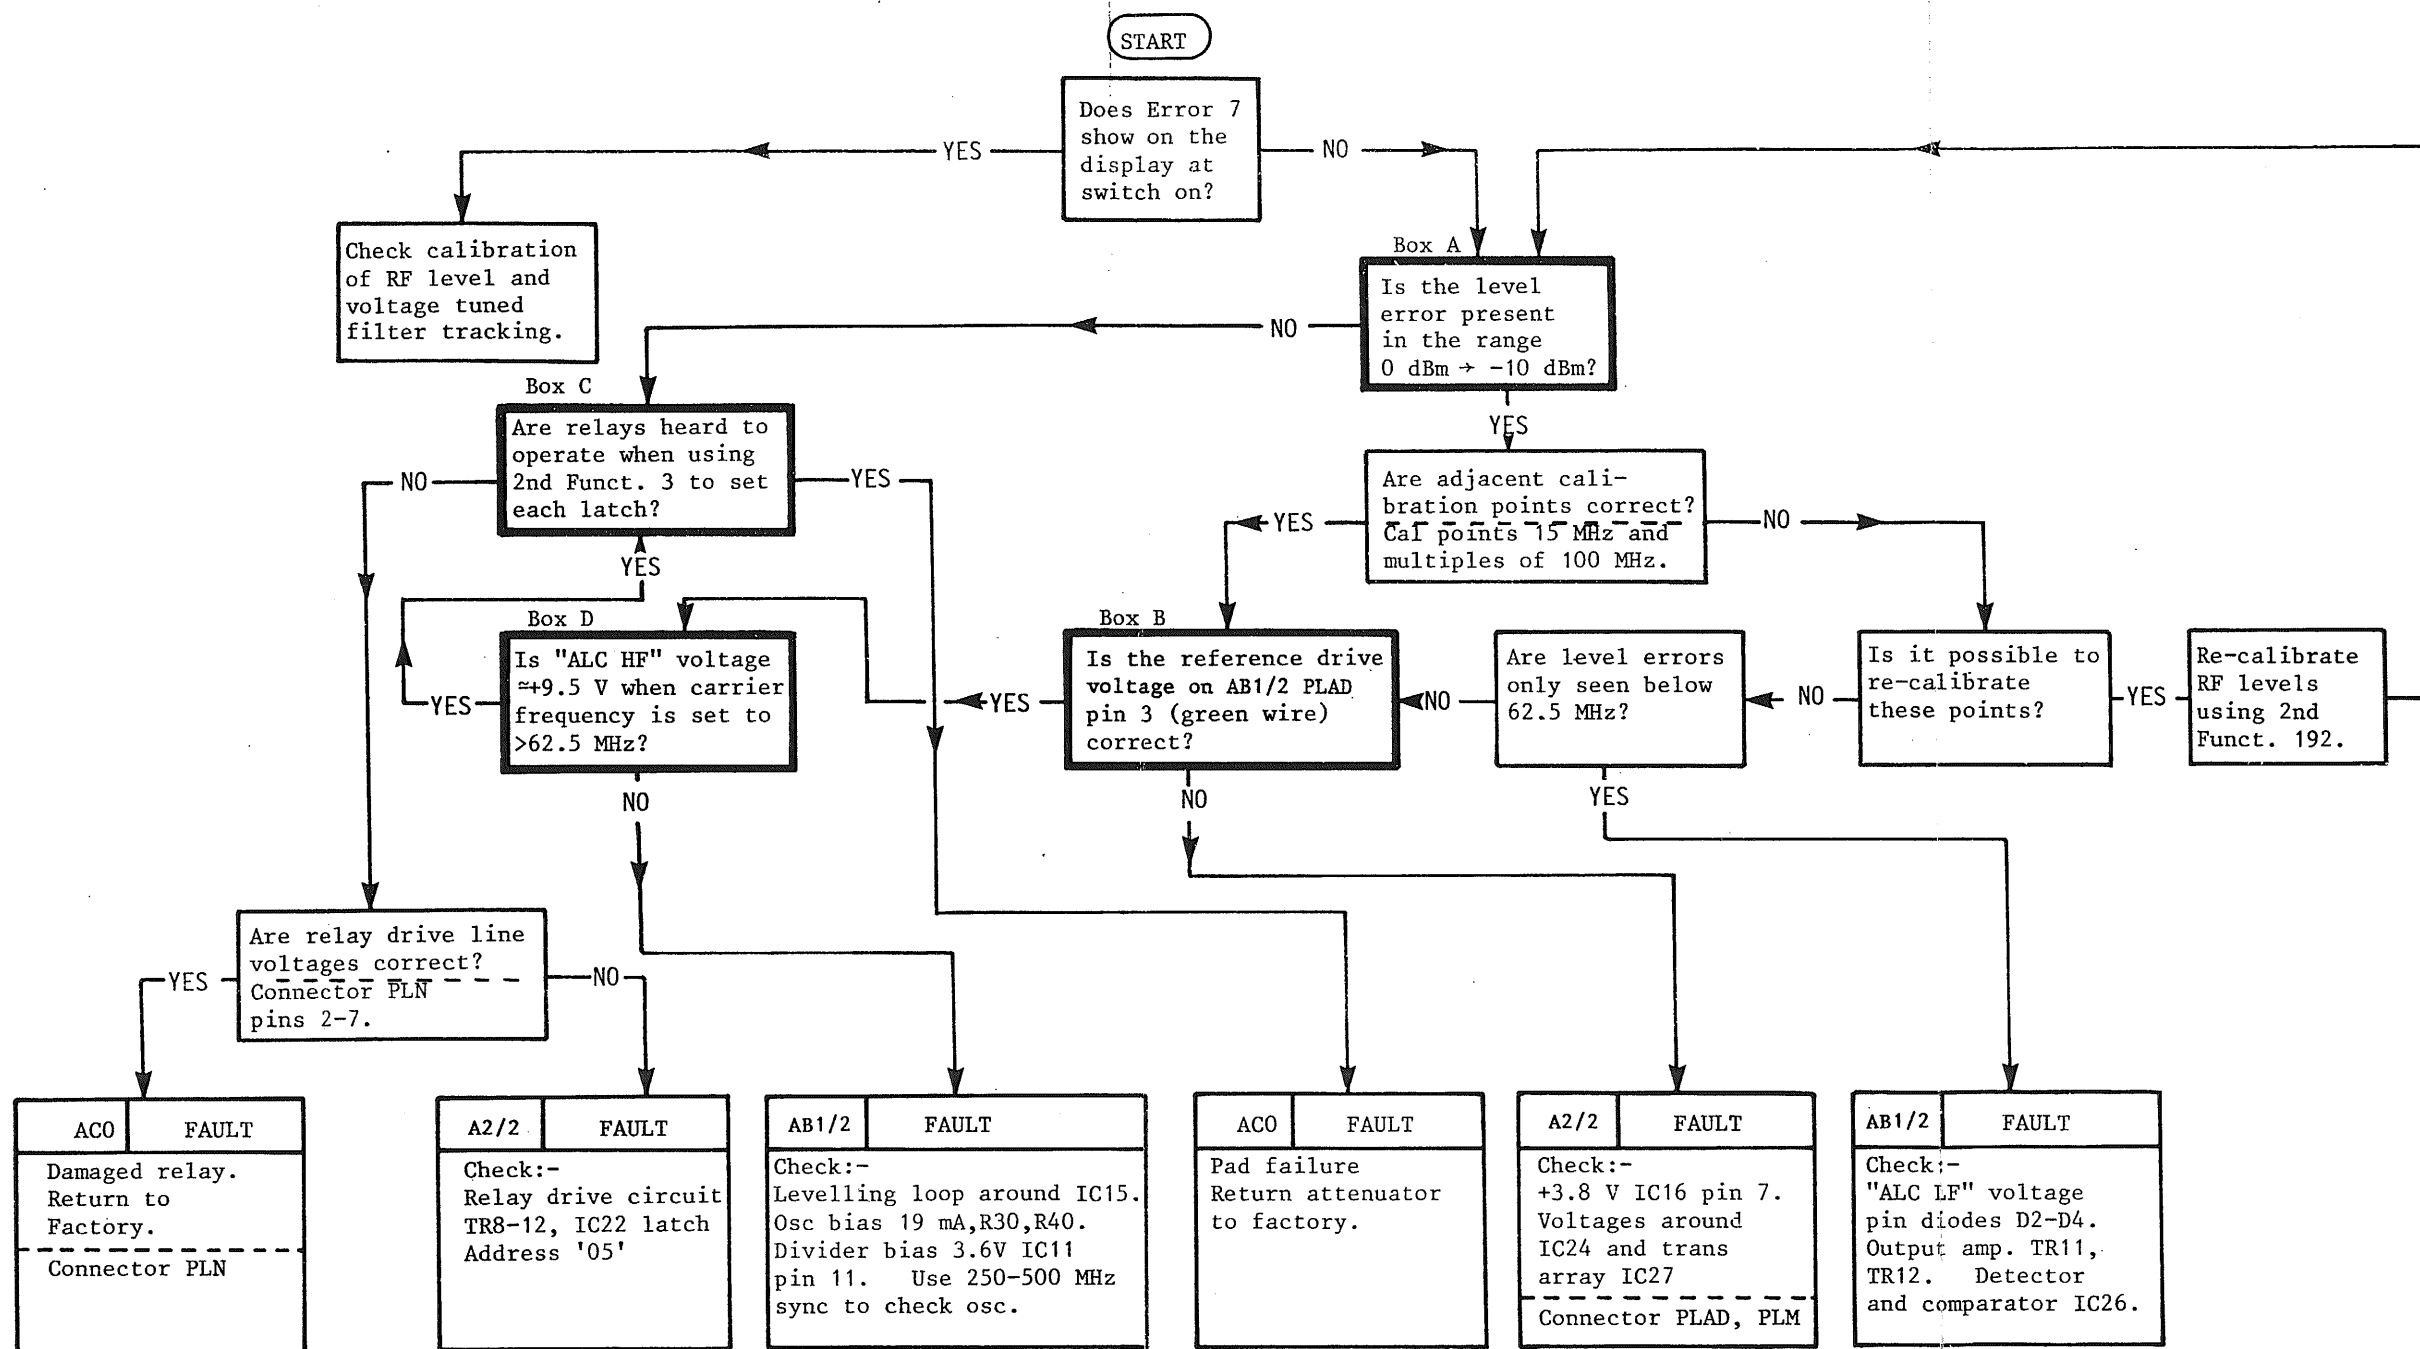 START
Does Error 7
show on the
display at
switch on?
YES
NO
Check calibration
of RF level and
voltage tuned
filter tracking.
Box A
Is the level
error present
in the range
0 dBm → -10 dBm?
NO
YES
Box C
Are relays heard to
operate when using
2nd Funct. 3 to set
each latch?
NO
YES
Are adjacent cali-
bration points correct?
Cal points 15 MHz and
multiples of 100 MHz.
YES
NO
YES
Box D
Is "ALC HF" voltage
≃+9.5 V when carrier
frequency is set to
>62.5 MHz?
YES
NO
Box B
Is the reference drive
voltage on AB1/2 PLAD
pin 3 (green wire)
correct?
YES
NO
Are level errors
only seen below
62.5 MHz?
NO
YES
Is it possible to
re-calibrate
these points?
NO
YES
Re-calibrate
RF levels
using 2nd
Funct. 192.
Are relay drive line
voltages correct?
Connector PLN
pins 2-7.
YES
NO
AC0 FAULT
Damaged relay.
Return to
Factory.
Connector PLN
A2/2 FAULT
Check:-
Relay drive circuit
TR8-12, IC22 latch
Address '05'
AB1/2 FAULT
Check:-
Levelling loop around IC15.
Osc bias 19 mA,R30,R40.
Divider bias 3.6V IC11
pin 11. Use 250-500 MHz
sync to check osc.
AC0 FAULT
Pad failure
Return attenuator
to factory.
A2/2 FAULT
Check:-
+3.8 V IC16 pin 7.
Voltages around
IC24 and trans
array IC27
Connector PLAD, PLM
AB1/2 FAULT
Check:-
"ALC LF" voltage
pin diodes D2-D4.
Output amp. TR11,
TR12. Detector
and comparator IC26.